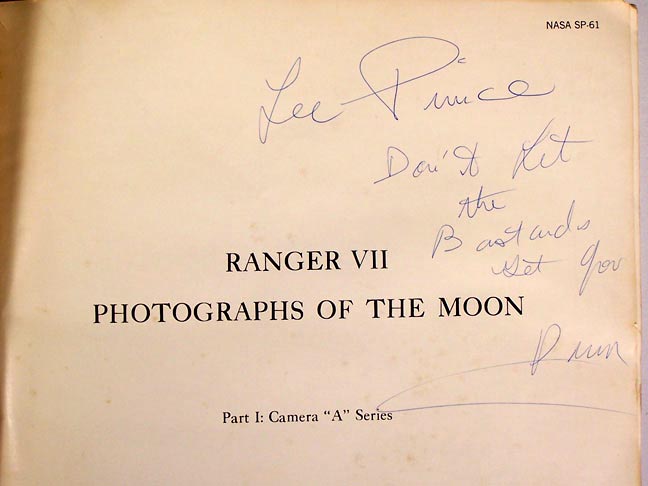 NASA SP-61
Lee Prince
Don't Let
the
Bastards
Get You
Down
RANGER VII
PHOTOGRAPHS OF THE MOON
Part I: Camera "A" Series